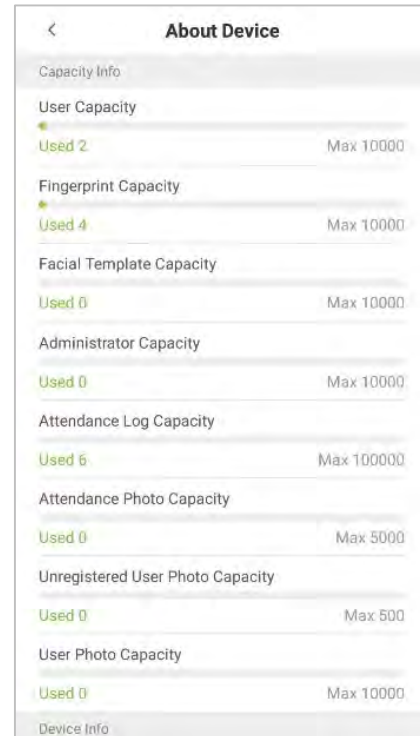 About Device
Capacity Info
User Capacity
Used 2 Max 10000
Fingerprint Capacity
Used 4 Max 10000
Facial Template Capacity
Used 0 Max 10000
Administrator Capacity
Used 0 Max 10000
Attendance Log Capacity
Used 6 Max 100000
Attendance Photo Capacity
Used 0 Max 5000
Unregistered User Photo Capacity
Used 0 Max 500
User Photo Capacity
Used 0 Max 10000
Device Info